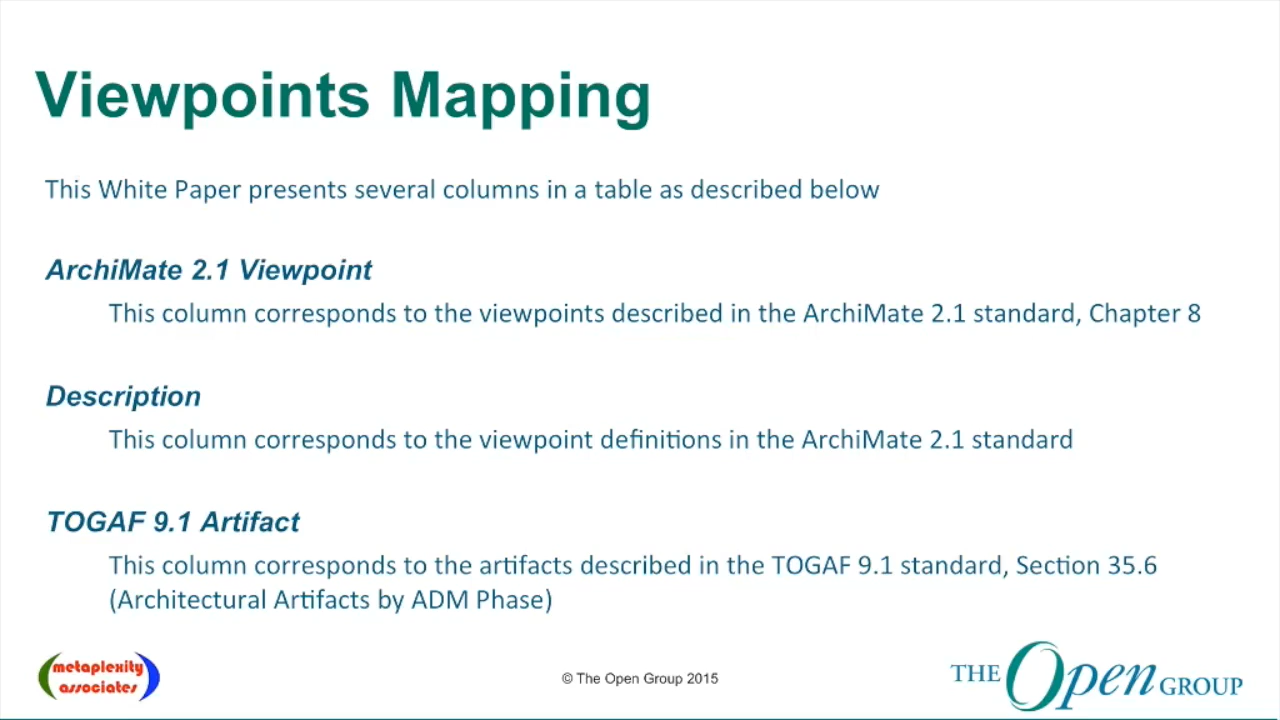 Viewpoints Mapping
This White Paper presents several columns in a table as described below
ArchiMate 2.1 Viewpoint
This column corresponds to the viewpoints described in the ArchiMate 2.1 standard, Chapter 8
Description
This column corresponds to the viewpoint definitions in the ArchiMate 2.1 standard
TOGAF 9.1 Artifact
This column corresponds to the artifacts described in the TOGAF 9.1 standard, Section 35.6
(Architectural Artifacts by ADM Phase)
metaplexity
associates
© The Open Group 2015
THE Open GROUP